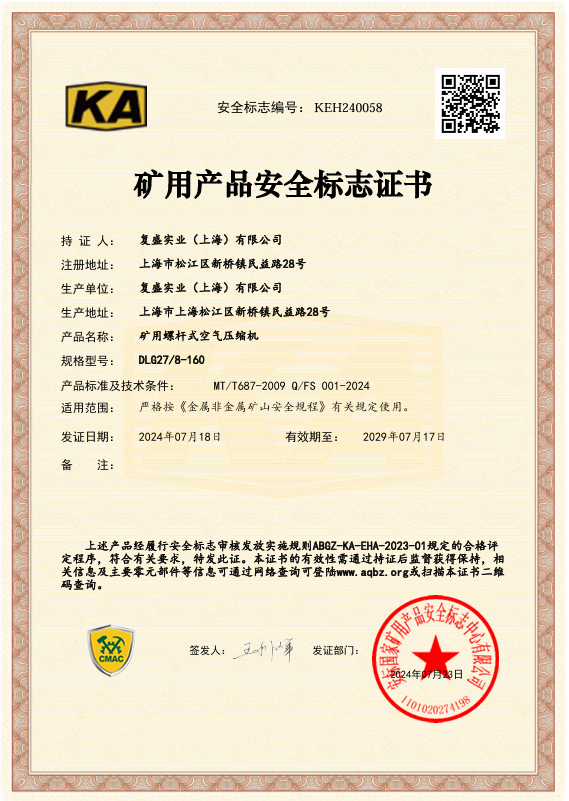 KA
安全标志编号: KEH240058
矿用产品安全标志证书
持 证 人: 复盛实业（上海）有限公司
注册地址: 上海市松江区新桥镇民益路28号
生产单位: 复盛实业（上海）有限公司
生产地址: 上海市上海松江区新桥镇民益路28号
产品名称: 矿用螺杆式空气压缩机
规格型号: DLG27/8-160
产品标准及技术条件: MT/T687-2009 Q/FS 001-2024
适用范围: 严格按《金属非金属矿山安全规程》有关规定使用。
发证日期: 2024年07月18日 有效期至: 2029年07月17日
备 注:
上述产品经履行安全标志审核发放实施规则ABGZ-KA-EHA-2023-01规定的合格评
定程序，符合有关要求，特发此证。本证书的有效性需通过持证后监督获得保持，相
关信息及主要零元部件等信息可通过网络查询可登陆www.aqbz.org或扫描本证书二维
码查询。
CMAC
签发人: 发证部门:
安标国家矿用产品安全标志中心有限公司
2024年07月23日
1101020274198